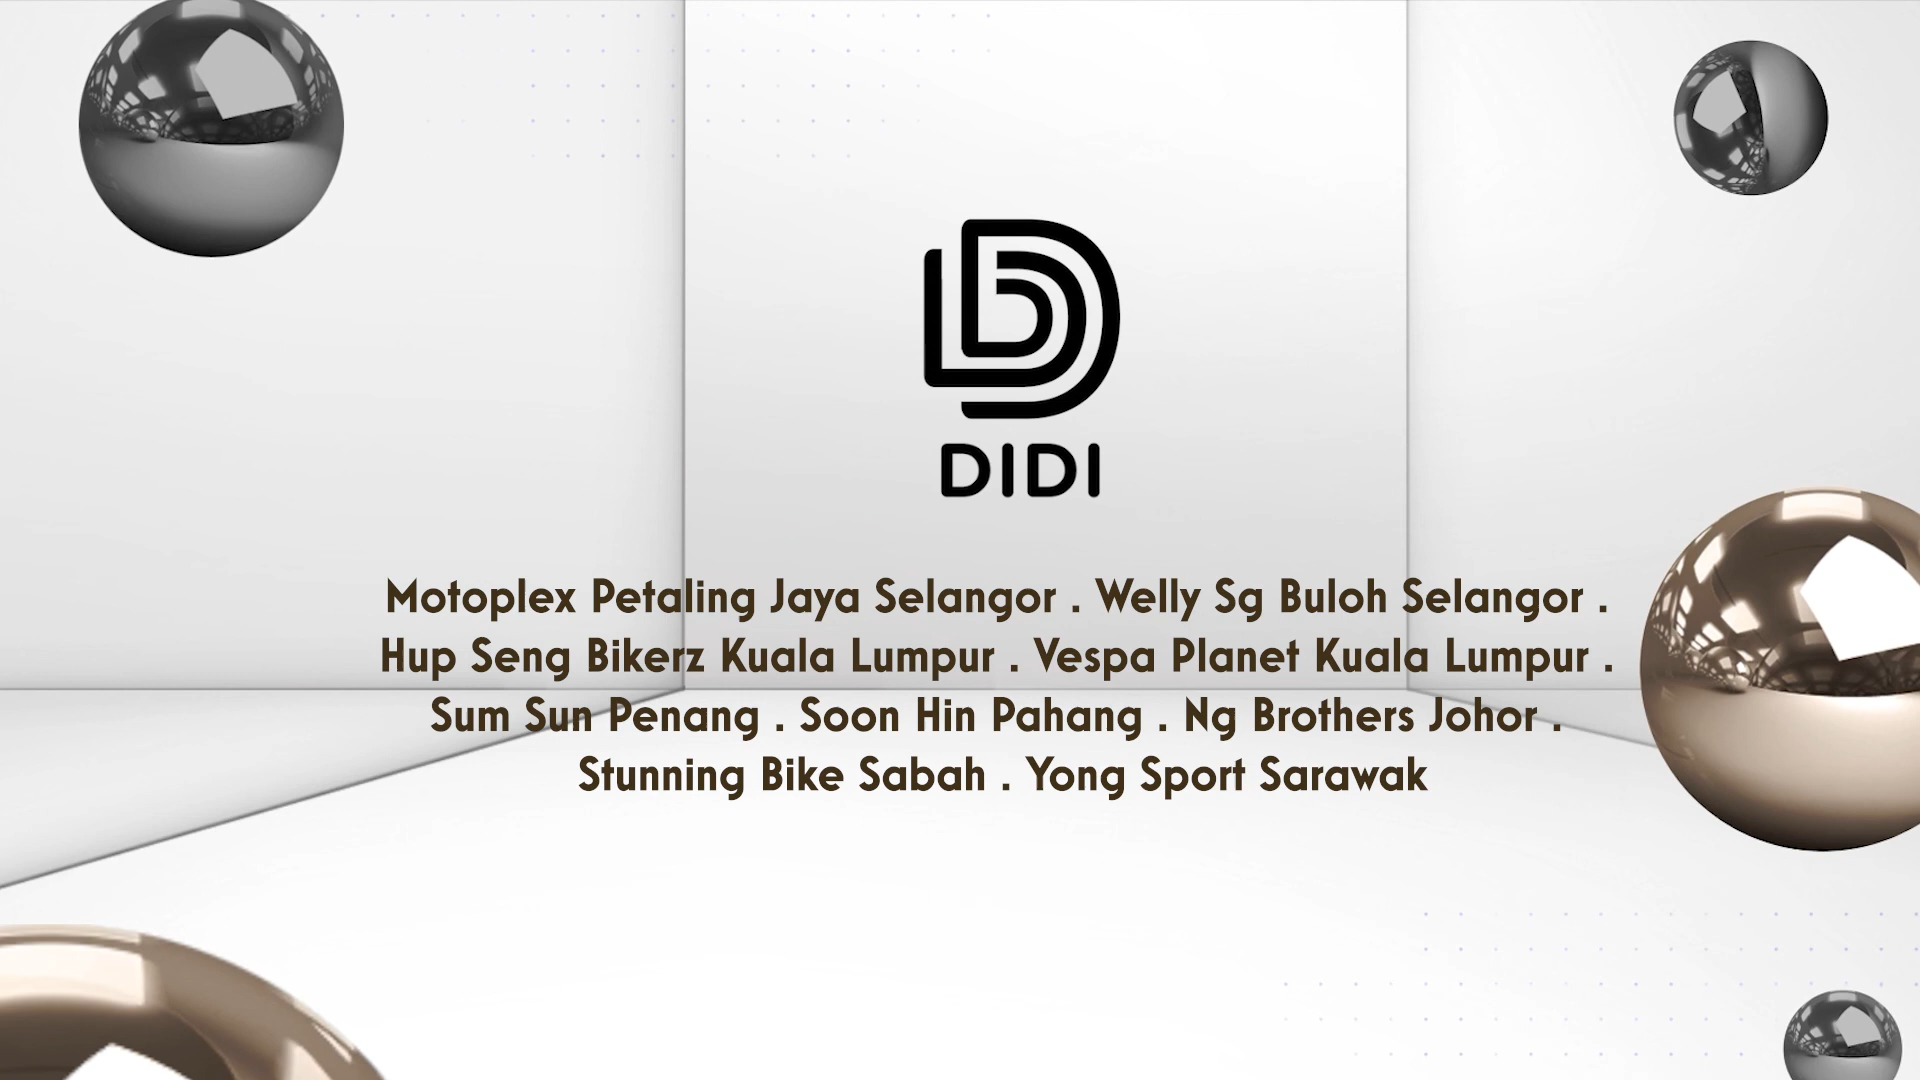 DIDI
Motoplex Petaling Jaya Selangor . Welly Sg Buloh Selangor .
Hup Seng Bikerz Kuala Lumpur . Vespa Planet Kuala Lumpur .
Sum Sun Penang . Soon Hin Pahang . Ng Brothers Johor .
Stunning Bike Sabah . Yong Sport Sarawak